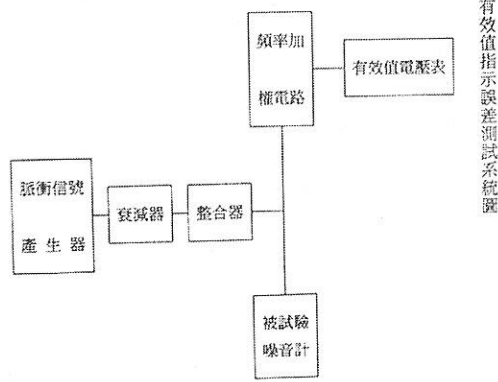 有效值指示誤差測試系統圖
頻率加
權電路
有效值電壓表
脈衝信號
產生器
衰減器
整合器
被試驗
噪音計